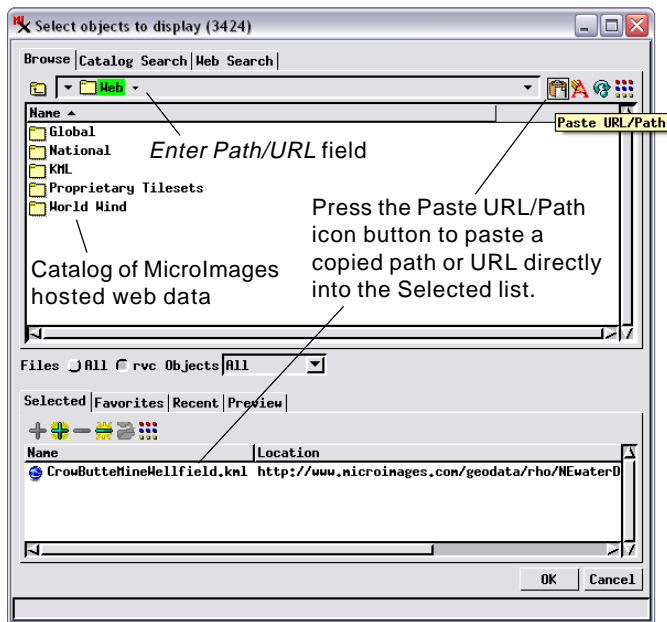 Select objects to display (3424)
Browse Catalog Search Web Search
Web
Paste URL/Path
Name
Global
National
KML
Proprietary Tilesets
World Wind
Enter Path/URL field
Press the Paste URL/Path
icon button to paste a
copied path or URL directly
into the Selected list.
Catalog of MicroImages
hosted web data
Files All rvc Objects All
Selected Favorites Recent Preview
Name Location
CrowButteMineWellfield.kml http://www.microimages.com/geodata/rho/NEwaterD
OK Cancel